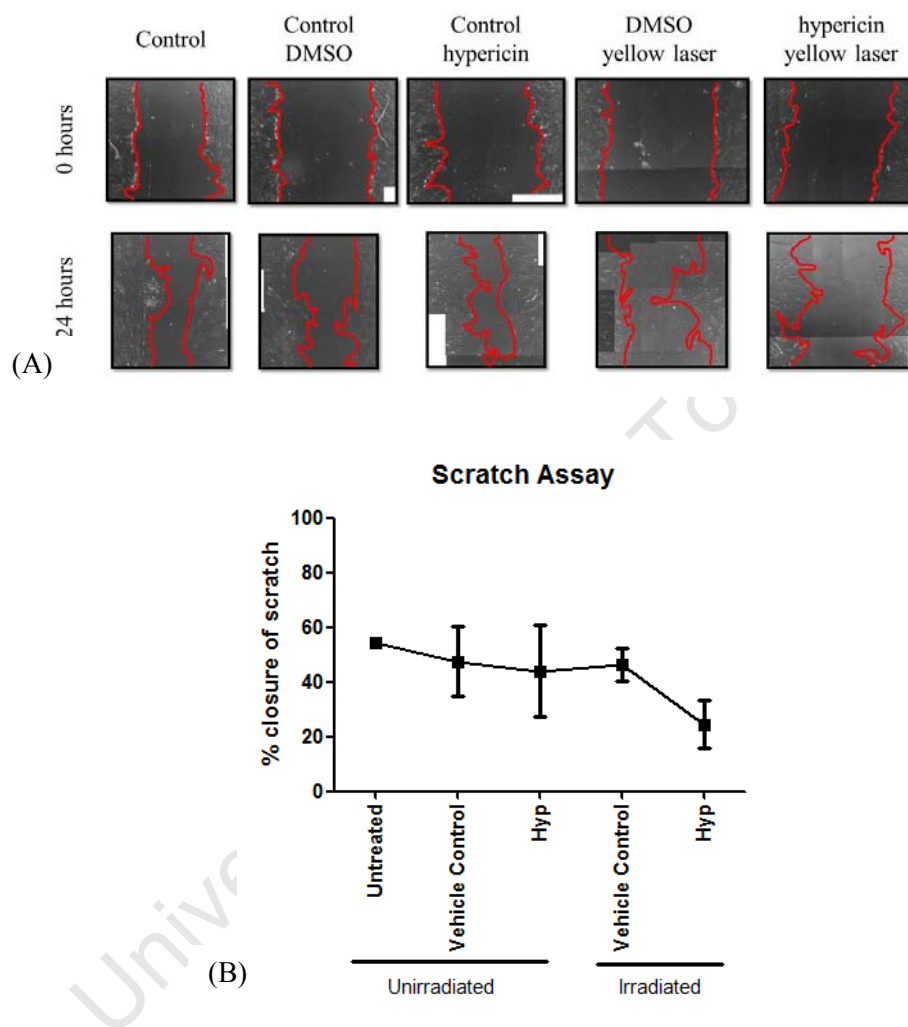 Control
Control DMSO
Control hypericin
DMSO yellow laser
hypericin yellow laser
0 hours
24 hours
(A)
Scratch Assay
% closure of scratch
100
80
60
40
20
0
Untreated
Vehicle Control
Hyp
Vehicle Control
Hyp
Unirradiated
Irradiated
(B)